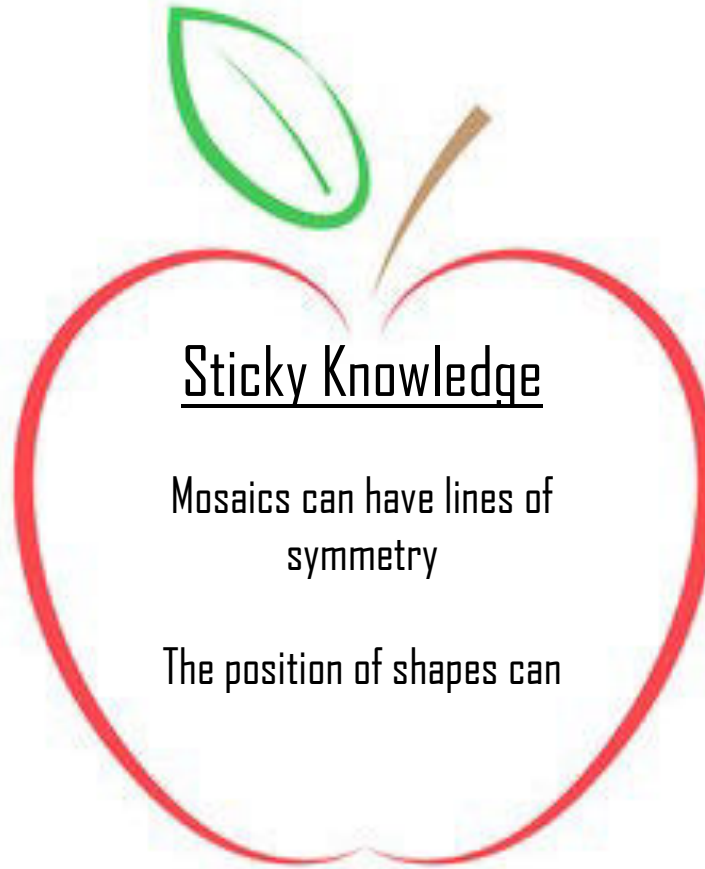 Sticky Knowledge
Mosaics can have lines of
symmetry
The position of shapes can